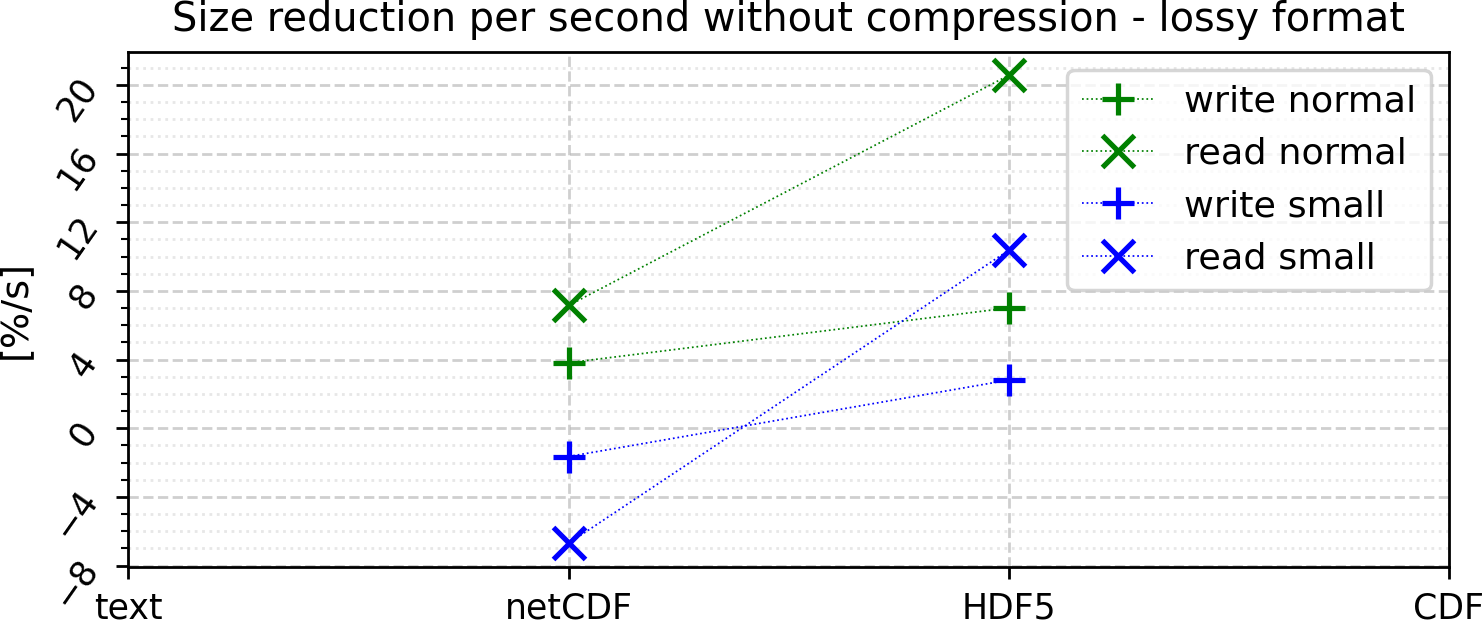 Size reduction per second without compression - lossy format
[%/s]
20
16
12
8
4
0
−4
−8
write normal
read normal
write small
read small
text
netCDF
HDF5
CDF